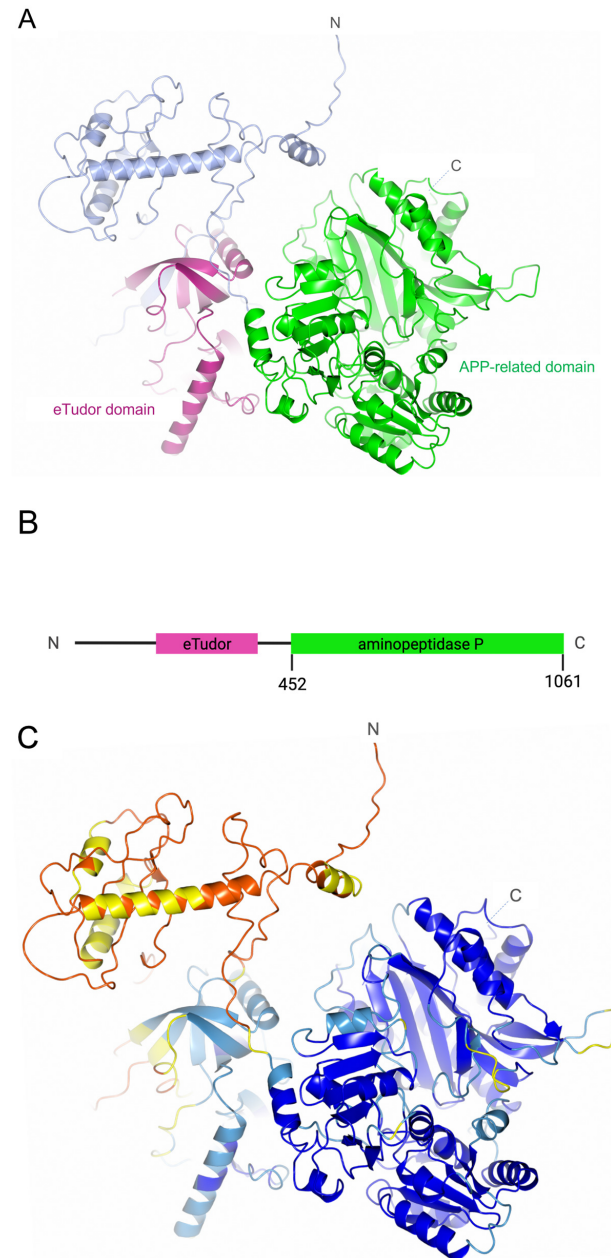 A
N
C
APP-related domain
eTudor domain
B
N
eTudor
aminopeptidase P
C
452
1061
C
N
C